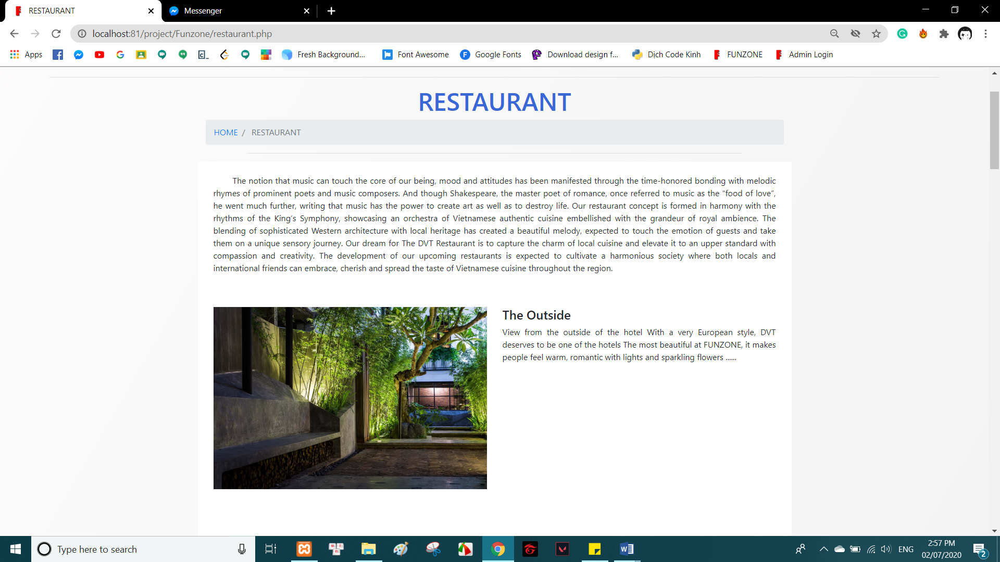 RESTAURANT
Messenger
localhost:81/project/Funzone/restaurant.php
Apps
Fresh Background...
Font Awesome
Google Fonts
Download design f...
Dịch Code Kinh
FUNZONE
Admin Login
RESTAURANT
HOME / RESTAURANT
The notion that music can touch the core of our being, mood and attitudes has been manifested through the time-honored bonding with melodic
rhymes of prominent poets and music composers. And though Shakespeare, the master poet of romance, once referred to music as the “food of love”,
he went much further, writing that music has the power to create art as well as to destroy life. Our restaurant concept is formed in harmony with the
rhythms of the King’s Symphony, showcasing an orchestra of Vietnamese authentic cuisine embellished with the grandeur of royal ambience. The
blending of sophisticated Western architecture with local heritage has created a beautiful melody, expected to touch the emotion of guests and take
them on a unique sensory journey. Our dream for The DVT Restaurant is to capture the charm of local cuisine and elevate it to an upper standard with
compassion and creativity. The development of our upcoming restaurants is expected to cultivate a harmonious society where both locals and
international friends can embrace, cherish and spread the taste of Vietnamese cuisine throughout the region.
The Outside
View from the outside of the hotel With a very European style, DVT
deserves to be one of the hotels The most beautiful at FUNZONE, it makes
people feel warm, romantic with lights and sparkling flowers ......
Type here to search
ENG
2:57 PM
02/07/2020
2